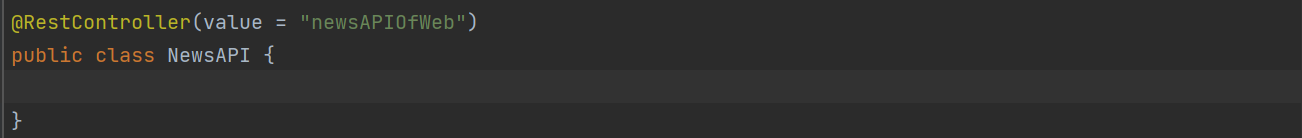 @RestController(value = "newsAPIOfWeb")
public class NewsAPI {
}